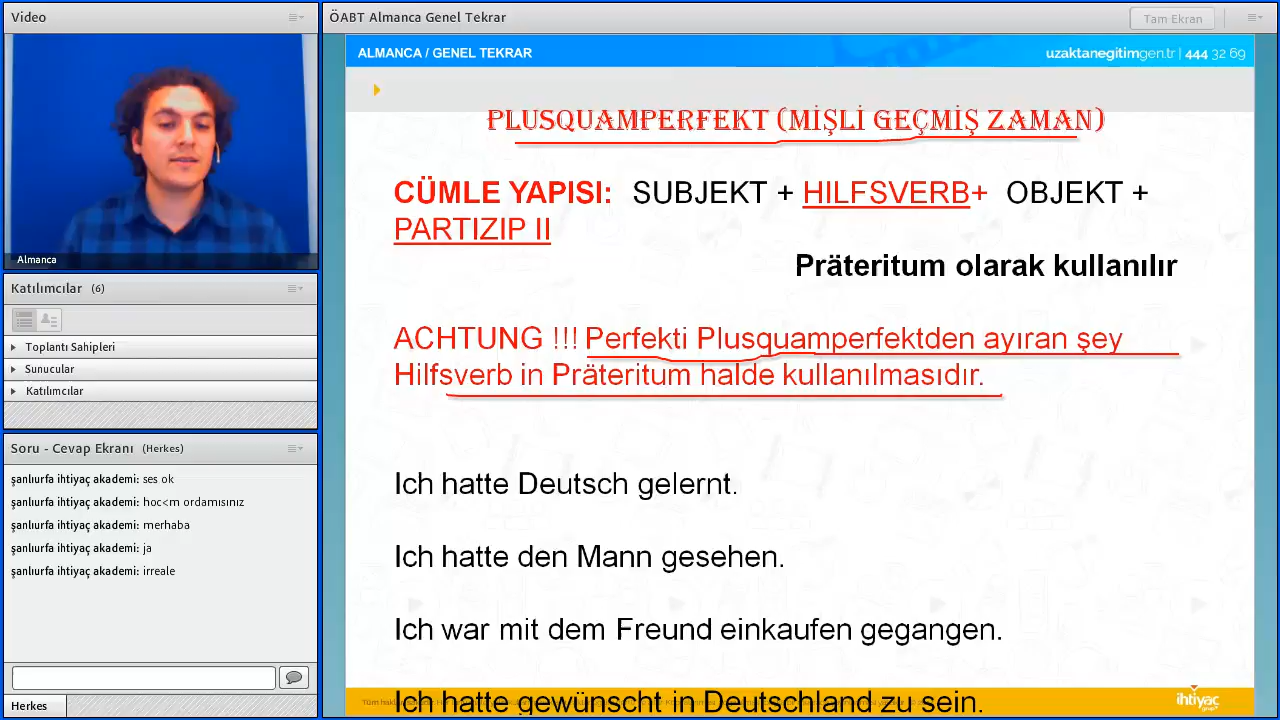 Video
Almanca
Katılımcılar (6)
Toplantı Sahipleri
Sunucular
Katılımcılar
Soru - Cevap Ekranı (Herkes)
şanlıurfa ihtiyaç akademi: ses ok
şanlıurfa ihtiyaç akademi: hoc<m ordamısınız
şanlıurfa ihtiyaç akademi: merhaba
şanlıurfa ihtiyaç akademi: ja
şanlıurfa ihtiyaç akademi: irreale
Herkes
ÖABT Almanca Genel Tekrar
Tam Ekran
ALMANCA / GENEL TEKRAR
uzaktanegitimgen.tr | 444 32 69
PLUSQUAMPERFEKT (MİŞLİ GEÇMİŞ ZAMAN)
CÜMLE YAPISI: SUBJEKT + HILFSVERB+ OBJEKT +
PARTIZIP II
Präteritum olarak kullanılır
ACHTUNG !!! Perfekti Plusquamperfektden ayıran şey
Hilfsverb in Präteritum halde kullanılmasıdır.
Ich hatte Deutsch gelernt.
Ich hatte den Mann gesehen.
Ich war mit dem Freund einkaufen gegangen.
Ich hatte gewünscht in Deutschland zu sein.
ihtiyaç